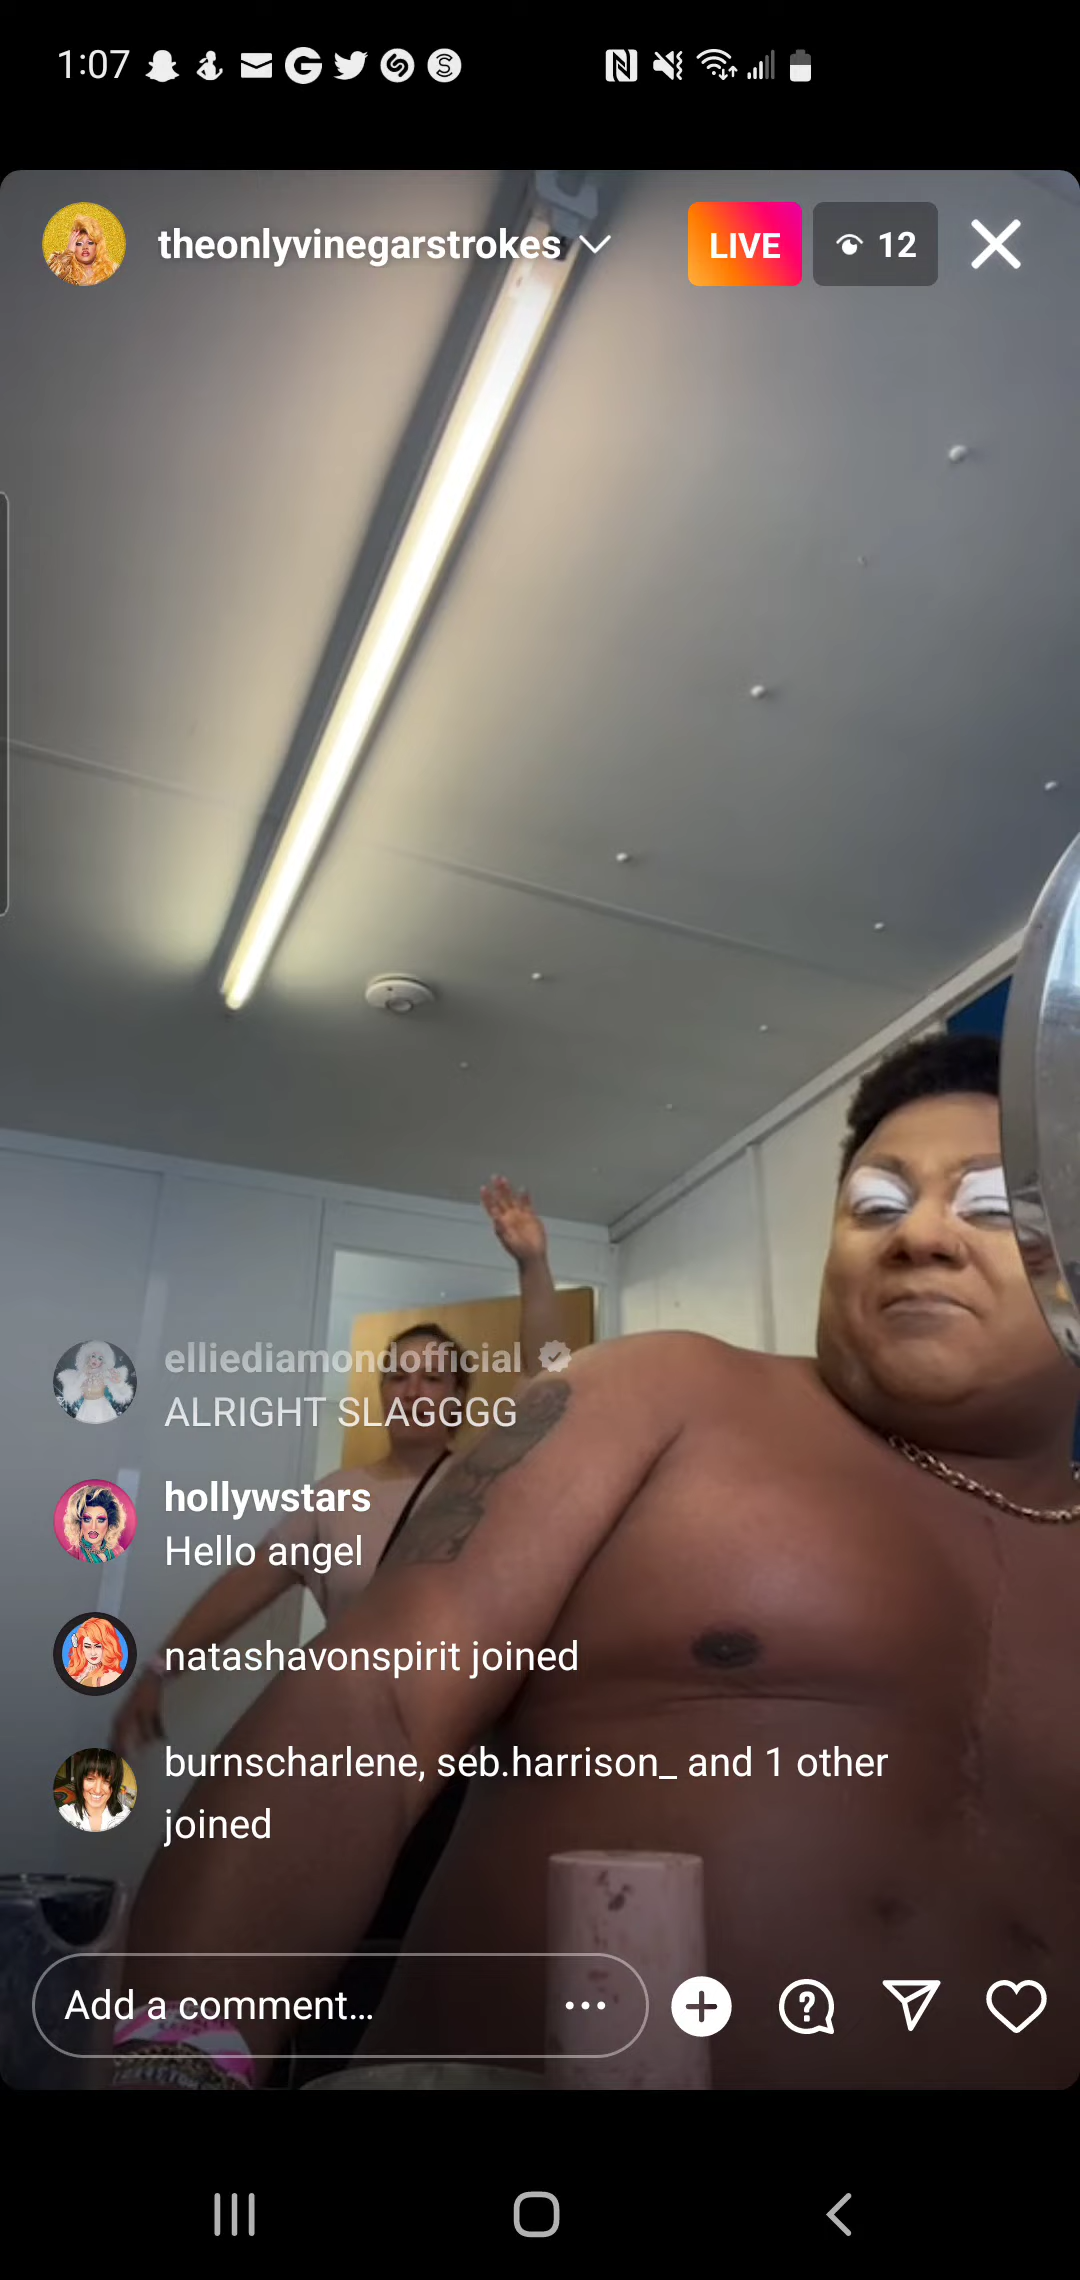 1:07
theonlyvinegarstrokes
LIVE
12
elliediamondofficial
ALRIGHT SLAGGGG
hollywstars
Hello angel
natashavonspirit joined
burnscharlene, seb.harrison_ and 1 other
joined
Add a comment...